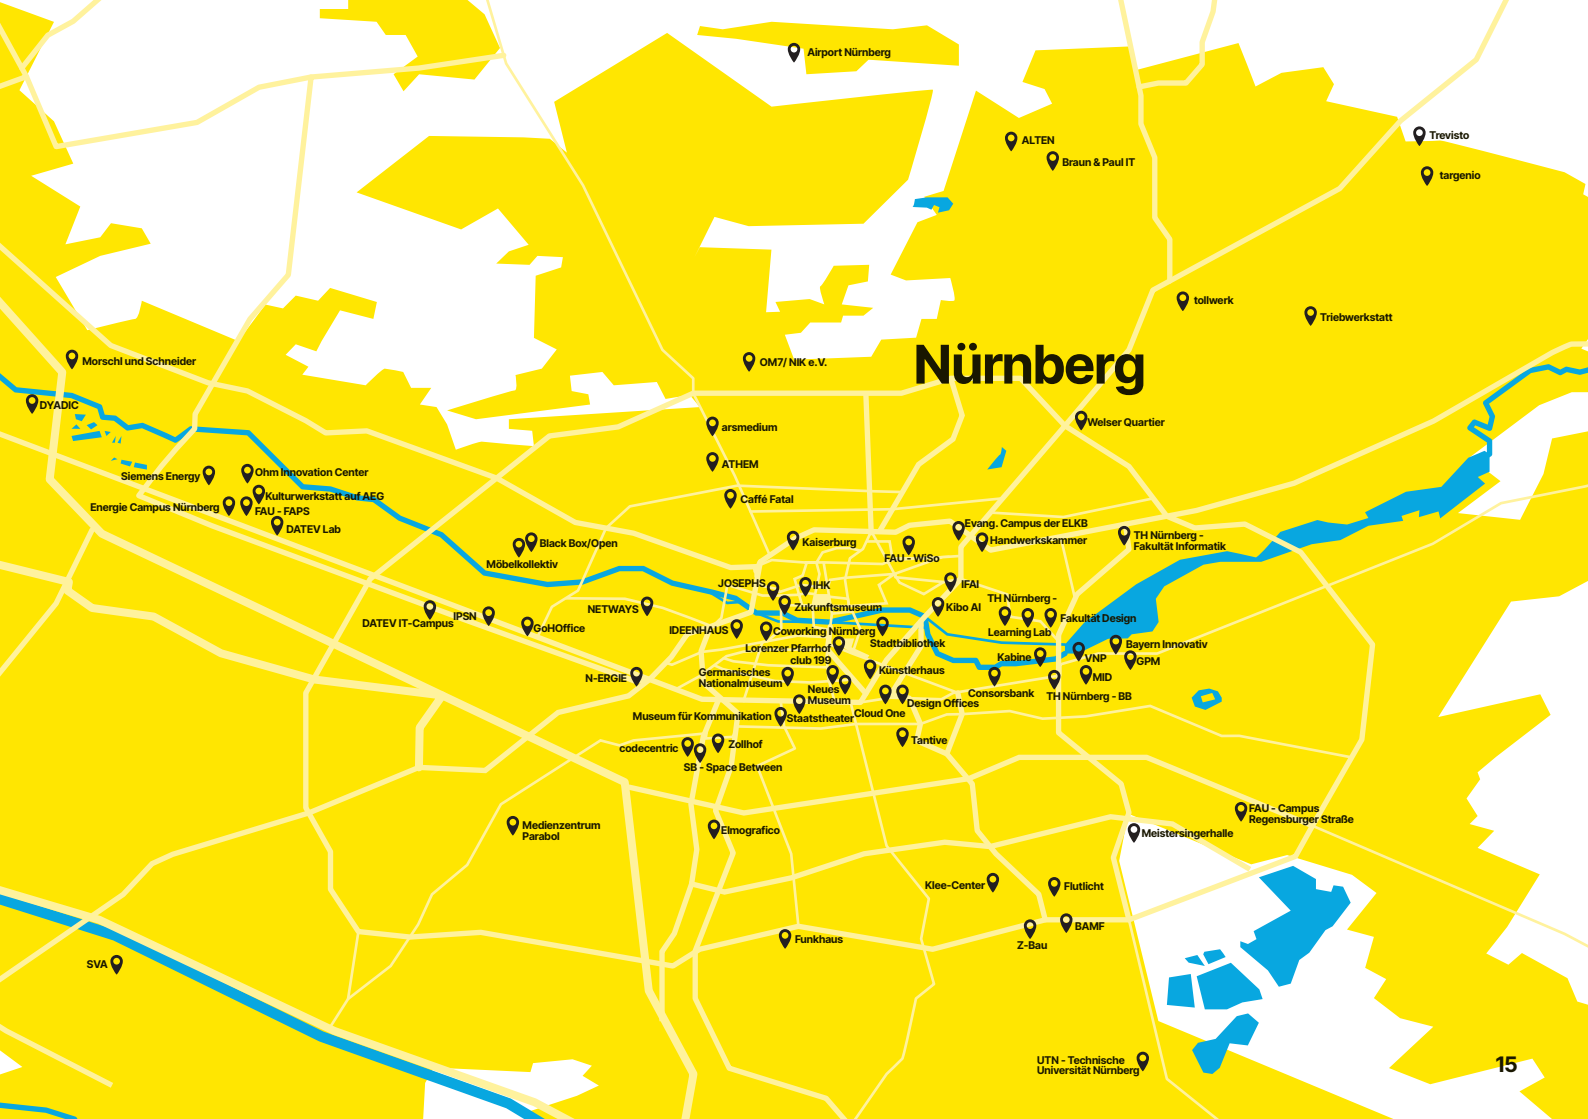 Airport Nürnberg
ALTEN
Braun & Paul IT
Trevisto
targenio
tollwerk
Triebwerkstatt
Nürnberg
Morschl und Schneider
OM7/ NIK e.V.
DYADIC
arsmedium
Welser Quartier
ATHEM
Siemens Energy
Ohm Innovation Center
Kulturwerkstatt auf AEG
Energie Campus Nürnberg
FAU - FAPS
DATEV Lab
Caffé Fatal
Evang. Campus der ELKB
Handwerkskammer
TH Nürnberg -
Fakultät Informatik
Black Box/Open
Möbelkollektiv
Kaiserburg
FAU - WiSo
JOSEPHS
IHK
IFAI
NETWAYS
Zukunftsmuseum
Kibo AI
TH Nürnberg -
Learning Lab
Fakultät Design
DATEV IT-Campus
IPSN
GoHOffice
IDEENHAUS
Coworking Nürnberg
Stadtbibliothek
Bayern Innovativ
Lorenzer Pfarrhof
club 199
Kabine
VNP
GPM
N-ERGIE
Germanisches
Nationalmuseum
Künstlerhaus
MID
Neues
Museum
Consorsbank
TH Nürnberg - BB
Design Offices
Cloud One
Museum für Kommunikation
Staatstheater
Tantive
codecentric
Zollhof
SB - Space Between
FAU - Campus
Regensburger Straße
Medienzentrum
Parabol
Elmografico
Meistersingerhalle
Klee-Center
Flutlicht
BAMF
Z-Bau
Funkhaus
SVA
UTN - Technische
Universität Nürnberg
15